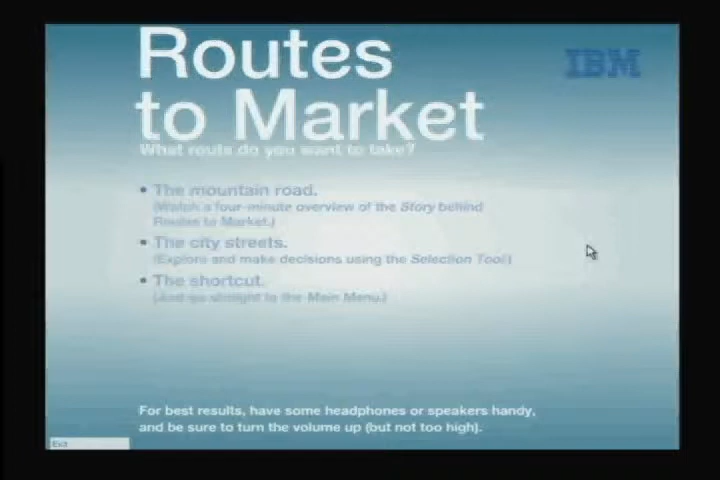 Routes
to Market
IBM
What route do you want to take?
• The mountain road.
(Watch a four-minute overview of the Story behind
Routes to Market.)
• The city streets.
(Explore and make decisions using the Selection Tool)
• The shortcut.
(Just go straight to the Main Menu.)
For best results, have some headphones or speakers handy,
and be sure to turn the volume up (but not too high).
Exit